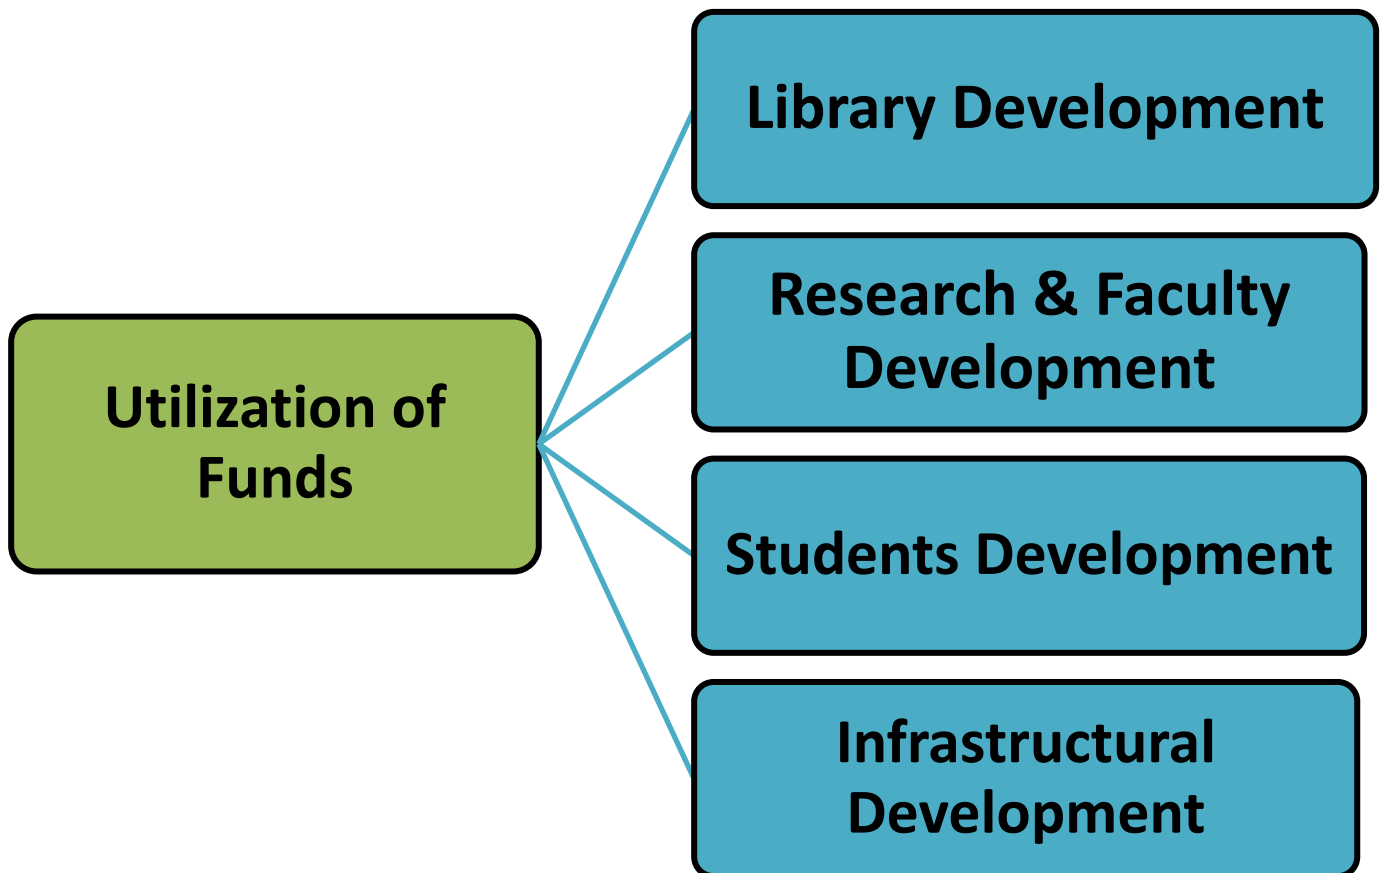 Library Development
Research & Faculty
Development
Utilization of
Funds
Students Development
Infrastructural
Development